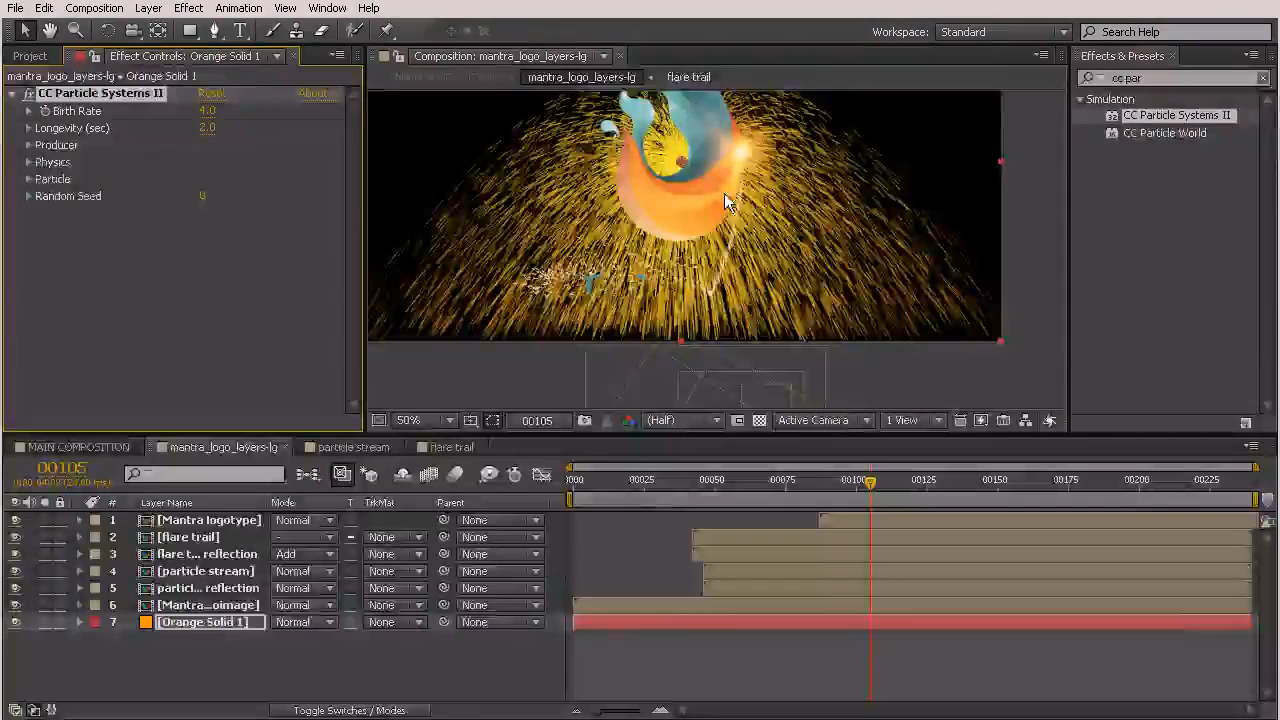 File Edit Composition Layer Effect Animation View Window Help
Workspace: Standard Search Help
Project Effect Controls: Orange Solid 1 Composition: mantra_logo_layers-lg Effects & Presets
mantra_logo_layers-lg • Orange Solid 1 mantra_logo_layers-lg flare trail cc par
fx CC Particle Systems II Reset About...
Birth Rate 4.0
Longevity (sec) 2.0
Producer
Physics
Particle
Random Seed 0
Simulation
CC Particle Systems II
CC Particle World
50% 00105 (Half) Active Camera 1 View
MAIN COMPOSITION mantra_logo_layers-lg particle stream flare trail
00105
# Layer Name Mode T TrkMat Parent
0000 00025 00050 00075 00100 00125 00150 00175 00200 00225
1 [Mantra logotype] Normal None
2 [flare trail] - None None
3 flare t... reflection Add None None
4 [particle stream] Normal None None
5 particl... reflection Normal None None
6 [Mantra...oimage] Normal None None
7 [Orange Solid 1] Normal None None
Toggle Switches / Modes